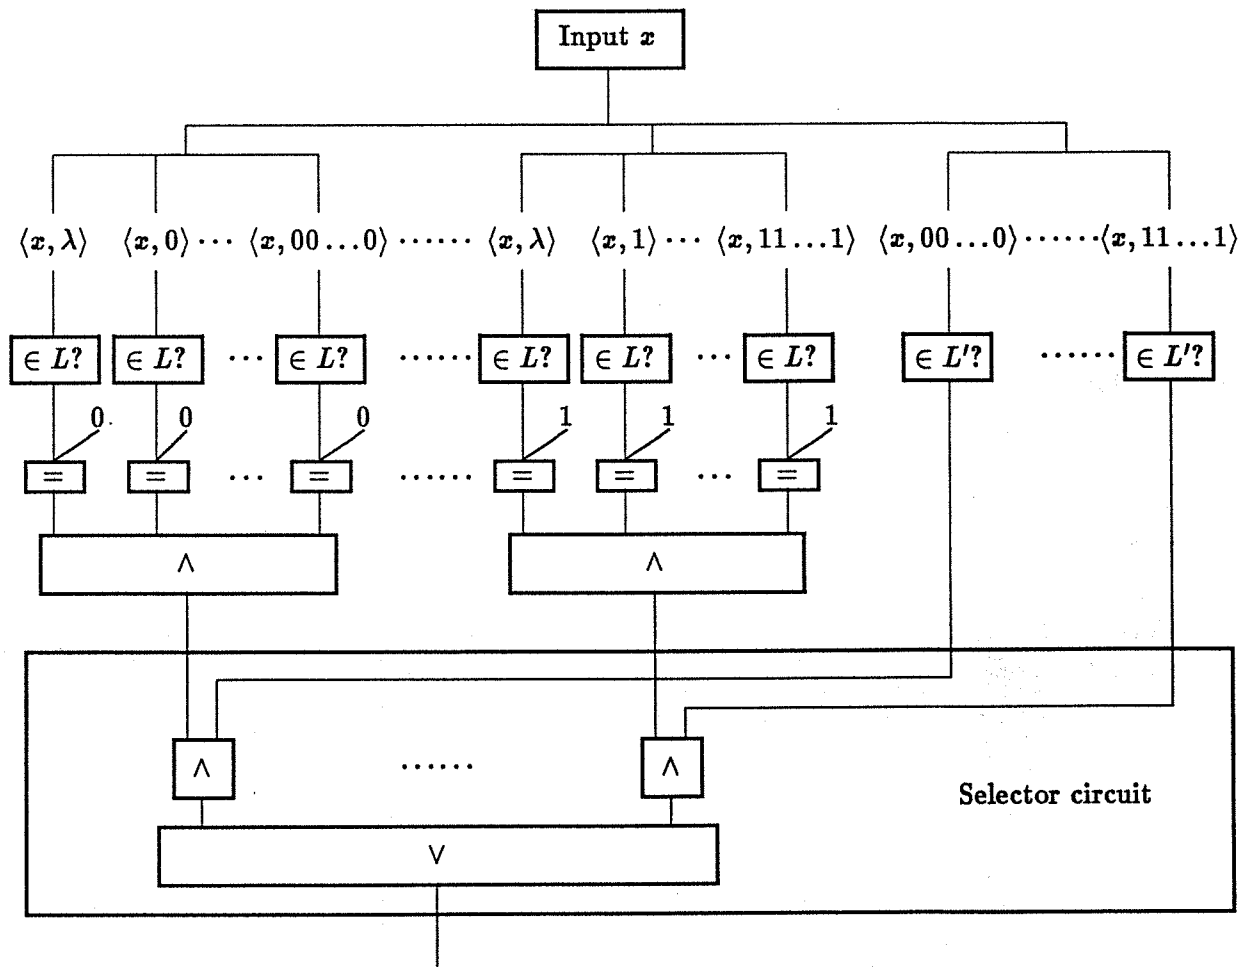 Input x
⟨x, λ⟩ ⟨x, 0⟩ ··· ⟨x, 00...0⟩ ······ ⟨x, λ⟩ ⟨x, 1⟩ ··· ⟨x, 11...1⟩ ⟨x, 00...0⟩ ······ ⟨x, 11...1⟩
∈ L? ∈ L? ··· ∈ L? ······ ∈ L? ∈ L? ··· ∈ L? ∈ L′? ······ ∈ L′?
0 0 0 1 1 1
= = ··· = ······ = = ··· =
∧ ∧
∧ ······ ∧
Selector circuit
∨